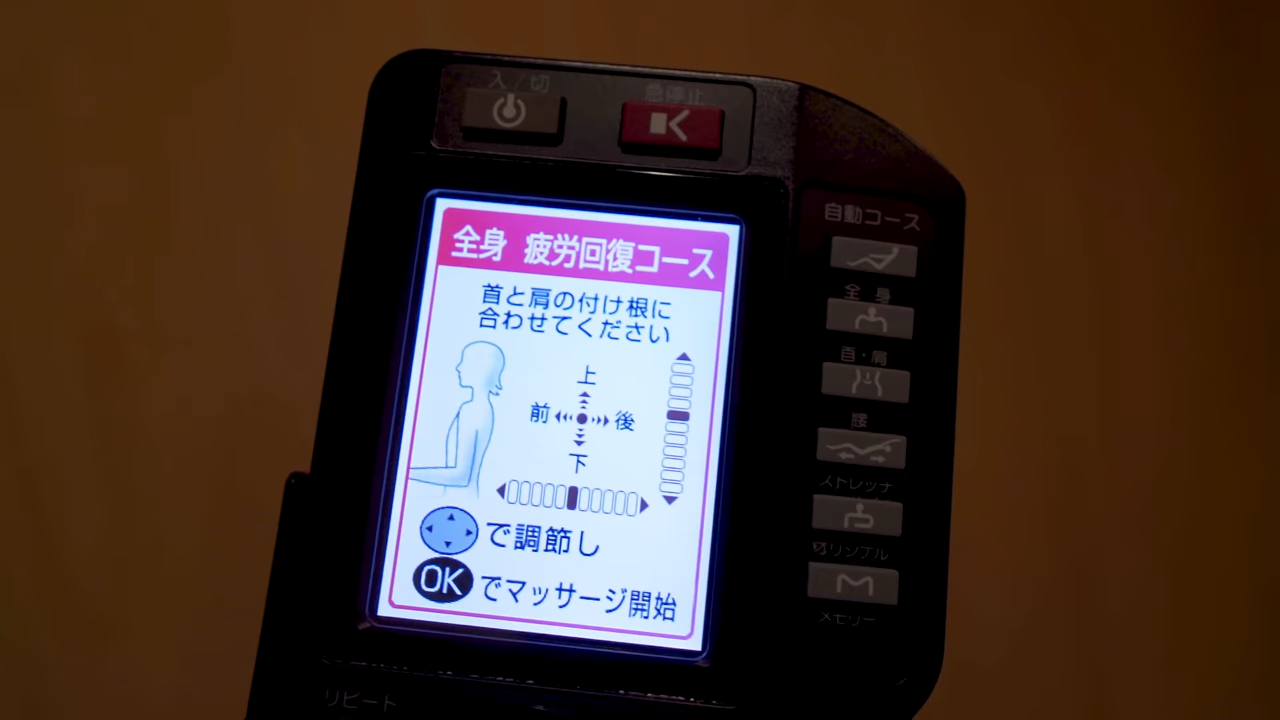 入/切
急停止
全身 疲労回復コース
首と肩の付け根に
合わせてください
上
前 後
下
で調節し
OK でマッサージ開始
自動コース
全身
首・肩
腰
ストレッチ
メモリー
リピート